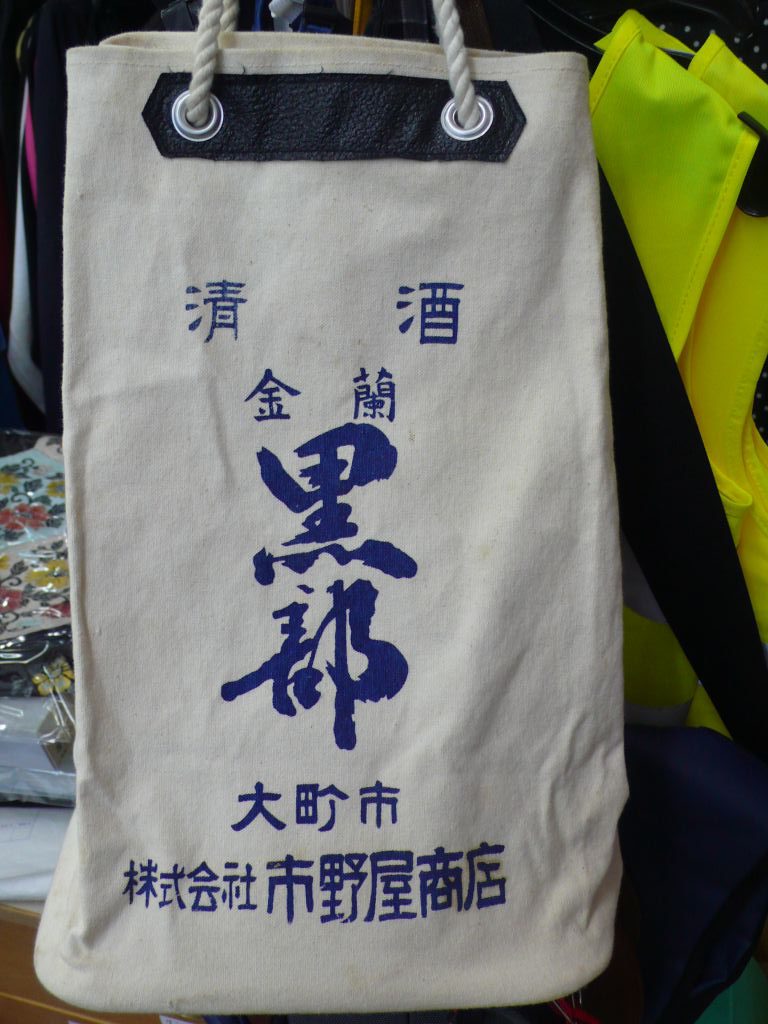 清酒
金蘭
黒部
大町市
株式会社市野屋商店